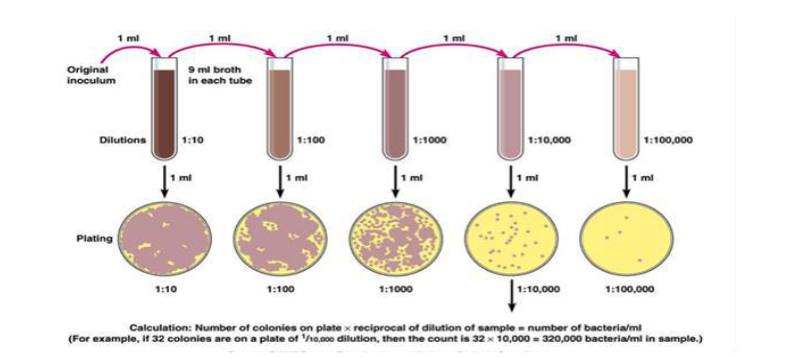 1 ml 1 ml 1 ml 1 ml 1 ml
Original
inoculum
9 ml broth
in each tube
Dilutions 1:10 1:100 1:1000 1:10,000 1:100,000
1 ml 1 ml 1 ml 1 ml 1 ml
Plating
1:10 1:100 1:1000 1:10,000 1:100,000
Calculation: Number of colonies on plate × reciprocal of dilution of sample = number of bacteria/ml
(For example, if 32 colonies are on a plate of 1/10,000 dilution, then the count is 32 × 10,000 = 320,000 bacteria/ml in sample.)